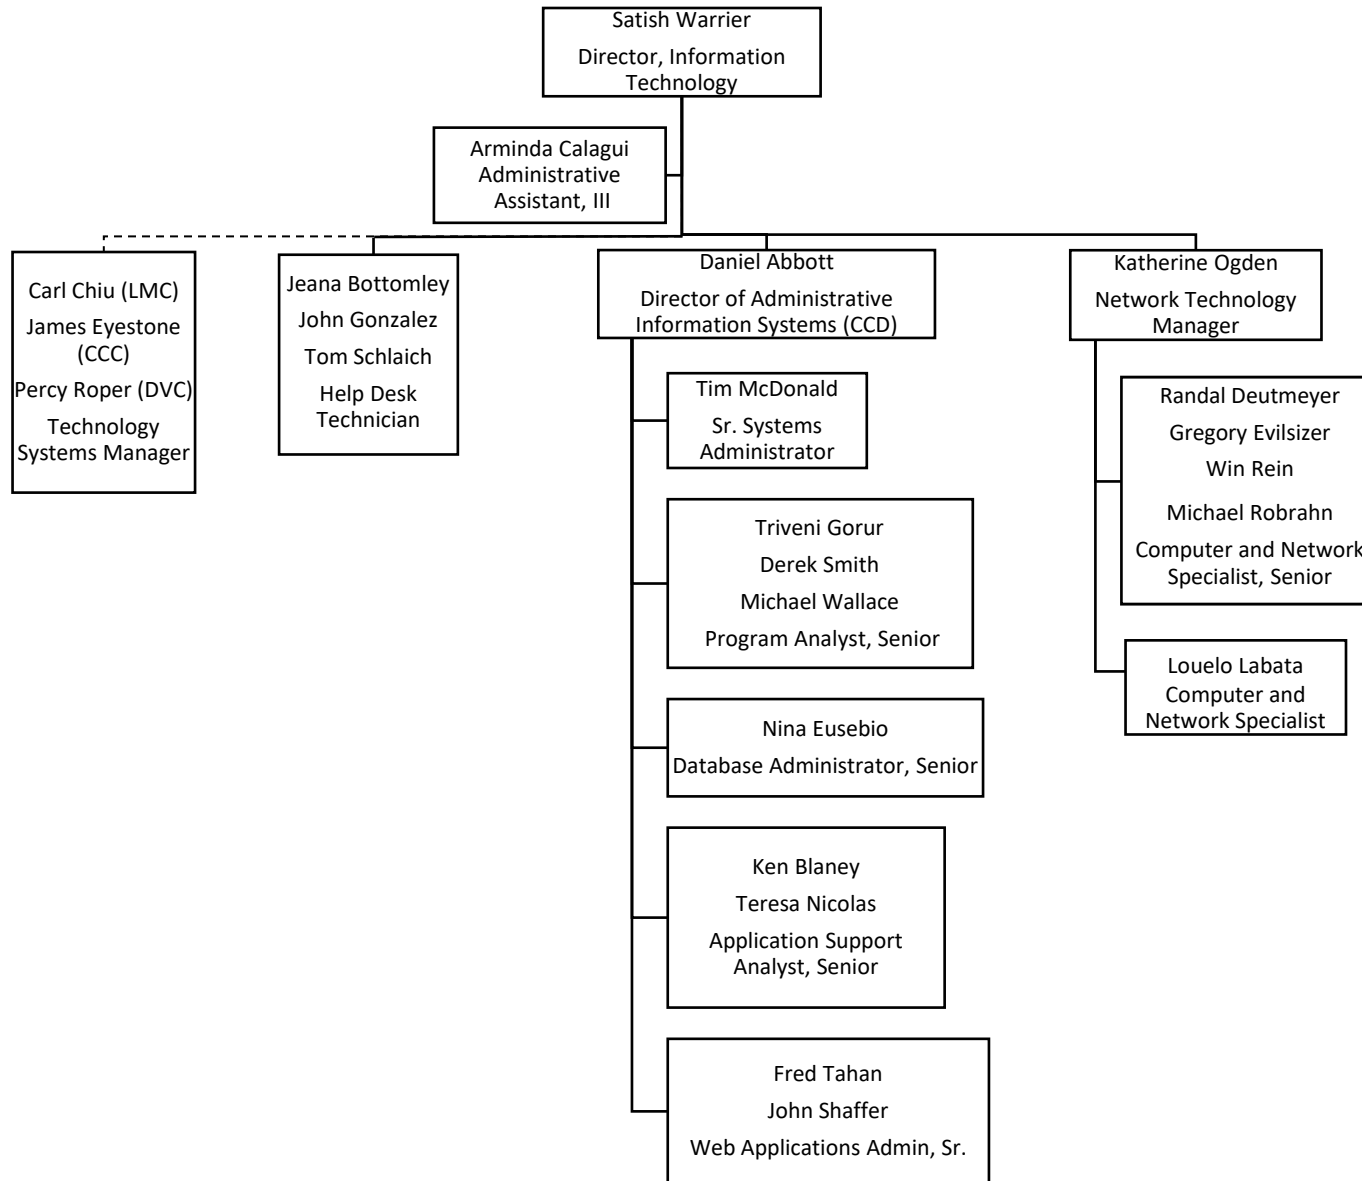 Satish Warrier
Director, Information
Technology
Arminda Calagui
Administrative
Assistant, III
Carl Chiu (LMC)
James Eyestone
(CCC)
Percy Roper (DVC)
Technology
Systems Manager
Jeana Bottomley
John Gonzalez
Tom Schlaich
Help Desk
Technician
Daniel Abbott
Director of Administrative
Information Systems (CCD)
Tim McDonald
Sr. Systems
Administrator
Triveni Gorur
Derek Smith
Michael Wallace
Program Analyst, Senior
Nina Eusebio
Database Administrator, Senior
Ken Blaney
Teresa Nicolas
Application Support
Analyst, Senior
Fred Tahan
John Shaffer
Web Applications Admin, Sr.
Katherine Ogden
Network Technology
Manager
Randal Deutmeyer
Gregory Evilsizer
Win Rein
Michael Robrahn
Computer and Network
Specialist, Senior
Louelo Labata
Computer and
Network Specialist